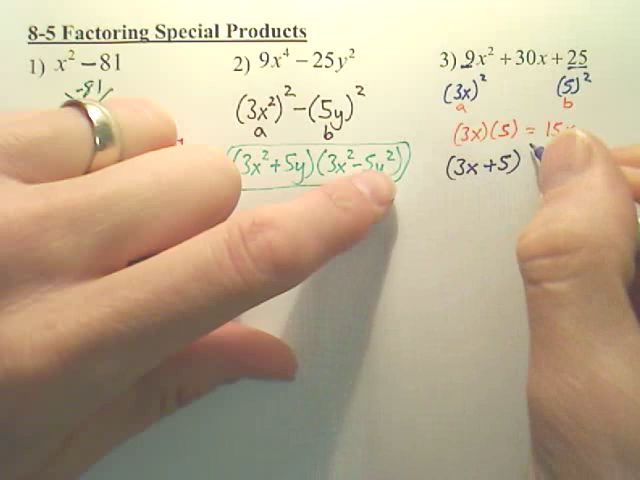 8-5 Factoring Special Products
1) x² – 81
-81
2) 9x⁴ – 25y²
(3x²)² – (5y)²
a b
(3x² + 5y)(3x² – 5y²)
3) 9x² + 30x + 25
(3x)² (5)²
a b
(3x)(5) = 15x
(3x + 5)